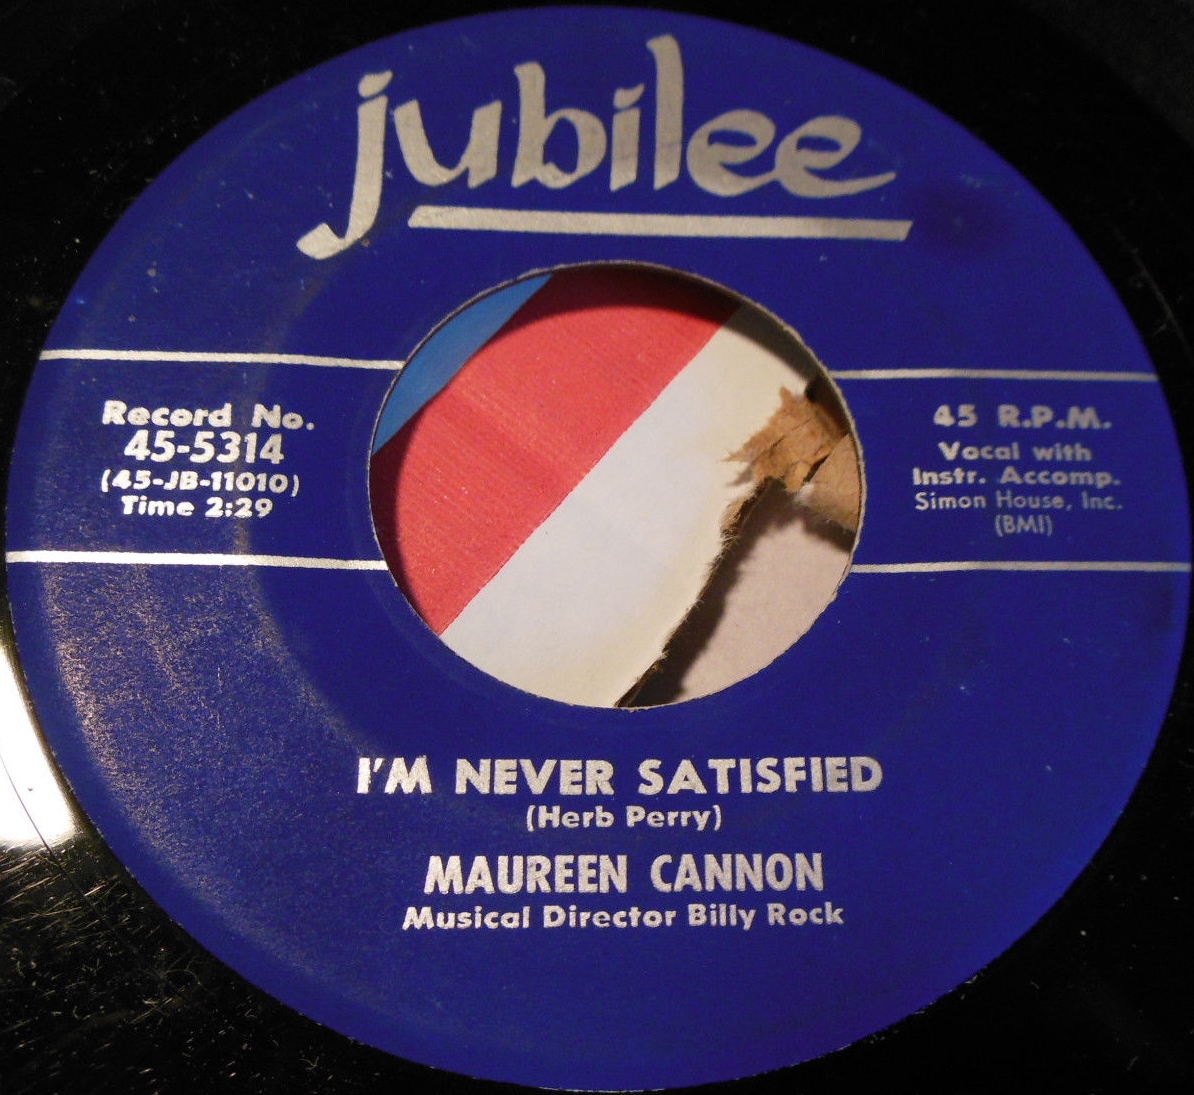 jubilee
Record No.
45-5314
(45-JB-11010)
Time 2:29
45 R.P.M.
Vocal with
Instr. Accomp.
Simon House, Inc.
(BMI)
I'M NEVER SATISFIED
(Herb Perry)
MAUREEN CANNON
Musical Director Billy Rock